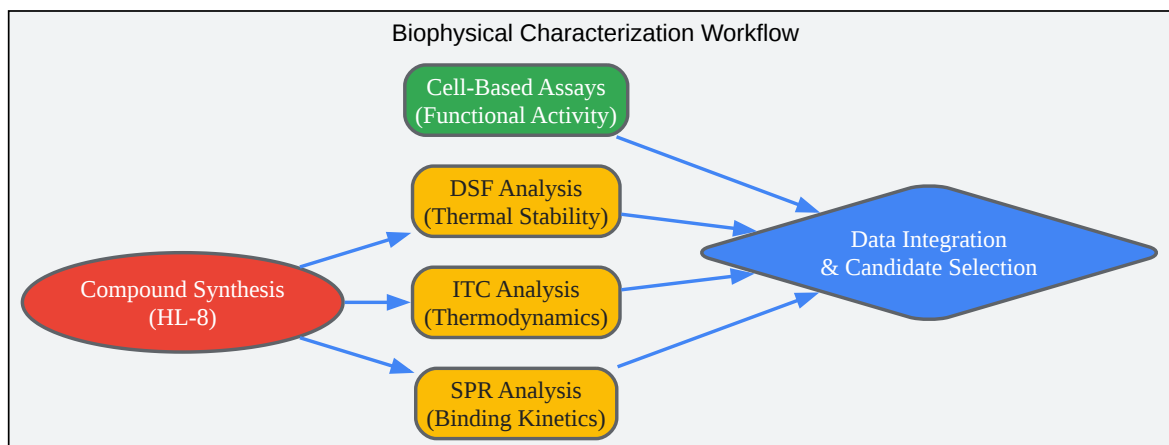 Biophysical Characterization Workflow
Cell-Based Assays
(Functional Activity)
DSF Analysis
(Thermal Stability)
Compound Synthesis
(HL-8)
ITC Analysis
(Thermodynamics)
SPR Analysis
(Binding Kinetics)
Data Integration
& Candidate Selection